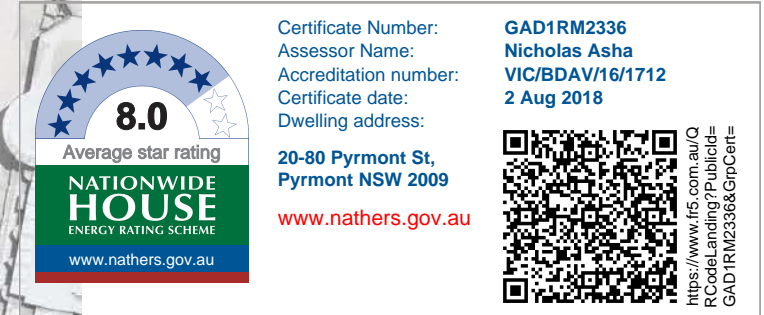 8.0
Average star rating
NATIONWIDE
HOUSE
ENERGY RATING SCHEME
www.nathers.gov.au
Certificate Number: GAD1RM2336
Assessor Name: Nicholas Asha
Accreditation number: VIC/BDAV/16/1712
Certificate date: 2 Aug 2018
Dwelling address:
20-80 Pyrmont St,
Pyrmont NSW 2009
www.nathers.gov.au
https://www.fr5.com.au/Q
RCodeLanding?PublicId=
GAD1RM2336&GrpCert=